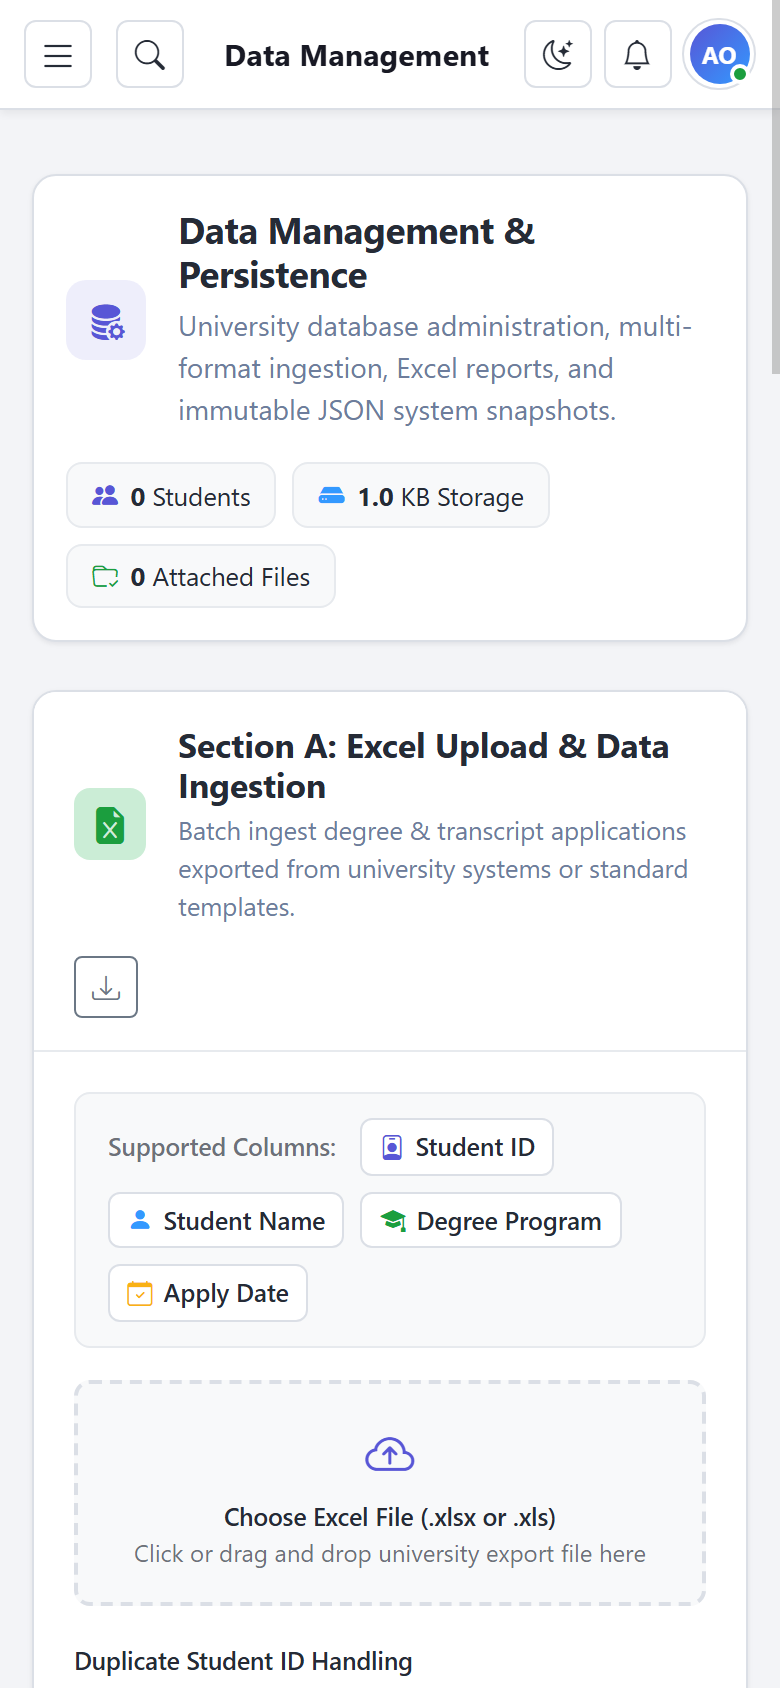 Data Management
AO
Data Management &
Persistence
University database administration, multi-
format ingestion, Excel reports, and
immutable JSON system snapshots.
0 Students
1.0 KB Storage
0 Attached Files
Section A: Excel Upload & Data
Ingestion
Batch ingest degree & transcript applications
exported from university systems or standard
templates.
Supported Columns:
Student ID
Student Name
Degree Program
Apply Date
Choose Excel File (.xlsx or .xls)
Click or drag and drop university export file here
Duplicate Student ID Handling